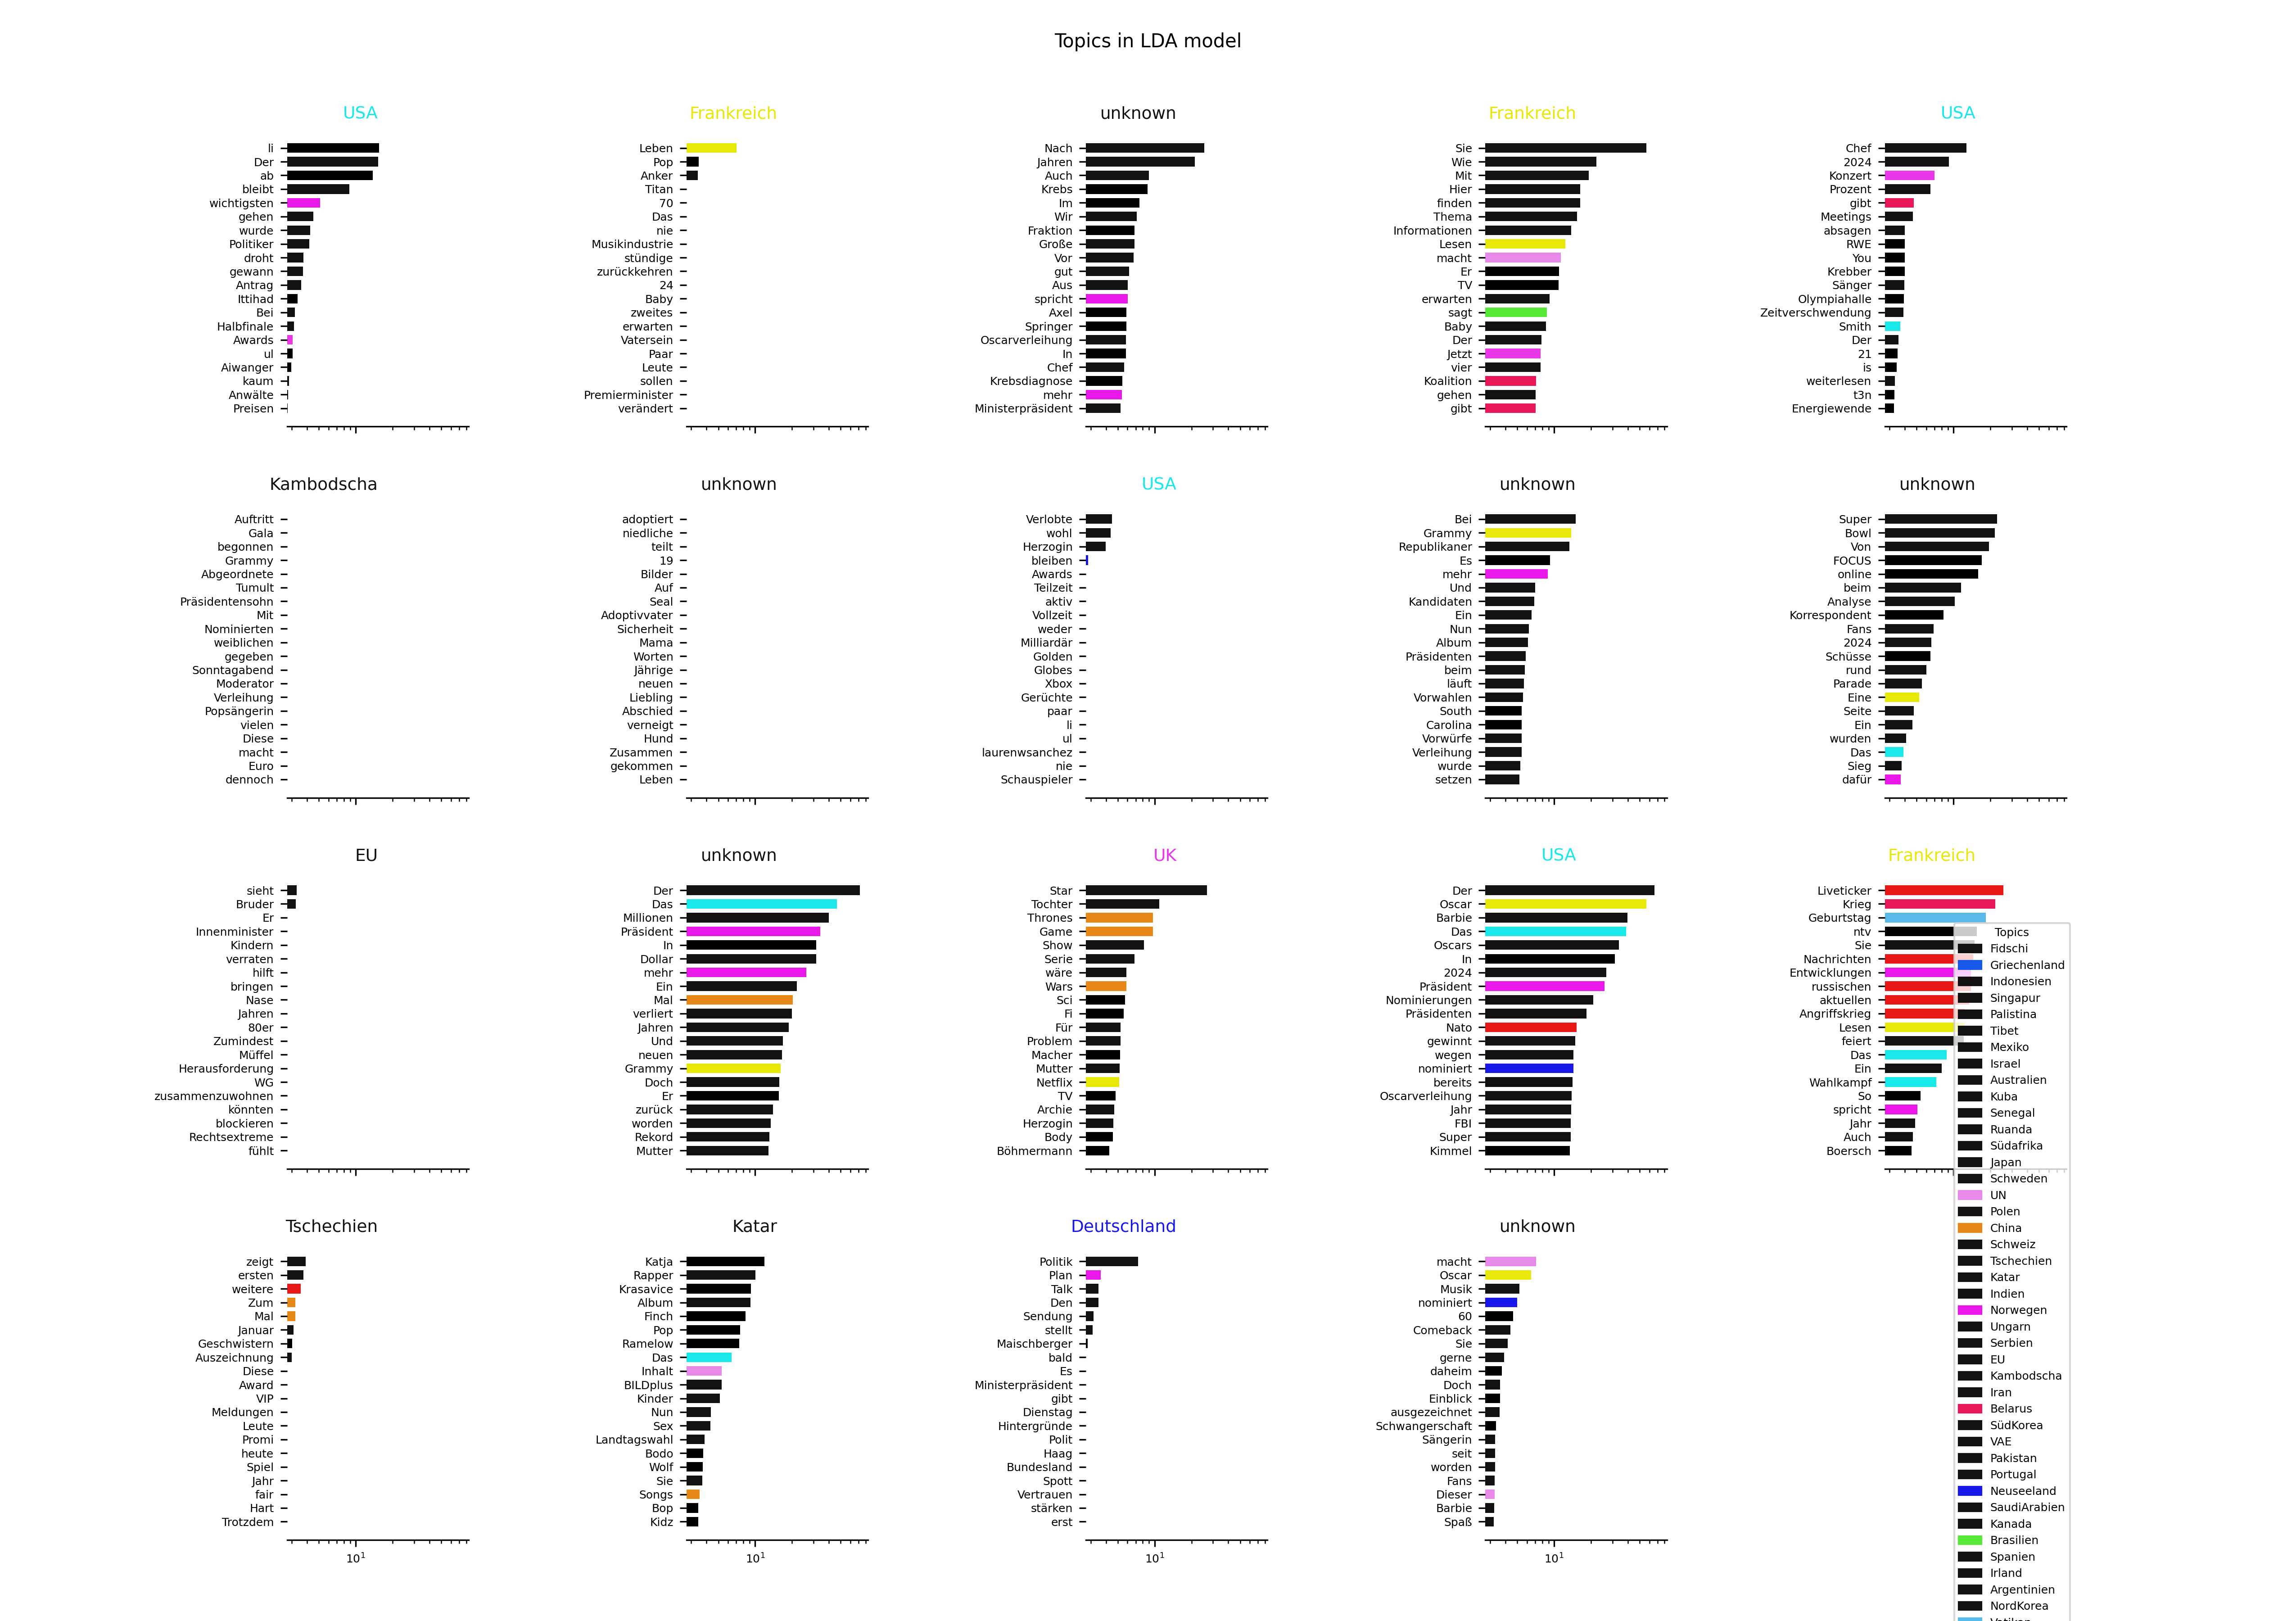 Topics in LDA model
USA
li
Der
ab
bleibt
wichtigsten
gehen
wurde
Politiker
droht
gewann
Antrag
Ittihad
Bei
Halbfinale
Awards
ul
Aiwanger
kaum
Anwälte
Preisen
Frankreich
Leben
Pop
Anker
Titan
70
Das
nie
Musikindustrie
stündige
zurückkehren
24
Baby
zweites
erwarten
Vatersein
Paar
Leute
sollen
Premierminister
verändert
unknown
Nach
Jahren
Auch
Krebs
Im
Wir
Fraktion
Große
Vor
gut
Aus
spricht
Axel
Springer
Oscarverleihung
In
Chef
Krebsdiagnose
mehr
Ministerpräsident
Frankreich
Sie
Wie
Mit
Hier
finden
Thema
Informationen
Lesen
macht
Er
TV
erwarten
sagt
Baby
Der
Jetzt
vier
Koalition
gehen
gibt
USA
Chef
2024
Konzert
Prozent
gibt
Meetings
absagen
RWE
You
Krebber
Sänger
Olympiahalle
Zeitverschwendung
Smith
Der
21
is
weiterlesen
t3n
Energiewende
Kambodscha
Auftritt
Gala
begonnen
Grammy
Abgeordnete
Tumult
Präsidentensohn
Mit
Nominierten
weiblichen
gegeben
Sonntagabend
Moderator
Verleihung
Popsängerin
vielen
Diese
macht
Euro
dennoch
unknown
adoptiert
niedliche
teilt
19
Bilder
Auf
Seal
Adoptivvater
Sicherheit
Mama
Worten
Jährige
neuen
Liebling
Abschied
verneigt
Hund
Zusammen
gekommen
Leben
USA
Verlobte
wohl
Herzogin
bleiben
Awards
Teilzeit
aktiv
Vollzeit
weder
Milliardär
Golden
Globes
Xbox
Gerüchte
paar
li
ul
laurenwsanchez
nie
Schauspieler
unknown
Bei
Grammy
Republikaner
Es
mehr
Und
Kandidaten
Ein
Nun
Album
Präsidenten
beim
läuft
Vorwahlen
South
Carolina
Vorwürfe
Verleihung
wurde
setzen
unknown
Super
Bowl
Von
FOCUS
online
beim
Analyse
Korrespondent
Fans
2024
Schüsse
rund
Parade
Eine
Seite
Ein
wurden
Das
Sieg
dafür
EU
sieht
Bruder
Er
Innenminister
Kindern
verraten
hilft
bringen
Nase
Jahren
80er
Zumindest
Müffel
Herausforderung
WG
zusammenzuwohnen
könnten
blockieren
Rechtsextreme
fühlt
unknown
Der
Das
Millionen
Präsident
In
Dollar
mehr
Ein
Mal
verliert
Jahren
Und
neuen
Grammy
Doch
Er
zurück
worden
Rekord
Mutter
UK
Star
Tochter
Thrones
Game
Show
Serie
wäre
Wars
Sci
Fi
Für
Problem
Macher
Mutter
Netflix
TV
Archie
Herzogin
Body
Böhmermann
USA
Der
Oscar
Barbie
Das
Oscars
In
2024
Präsident
Nominierungen
Präsidenten
Nato
gewinnt
wegen
nominiert
bereits
Oscarverleihung
Jahr
FBI
Super
Kimmel
Frankreich
Liveticker
Krieg
Geburtstag
ntv
Sie
Nachrichten
Entwicklungen
russischen
aktuellen
Angriffskrieg
Lesen
feiert
Das
Ein
Wahlkampf
So
spricht
Jahr
Auch
Boersch
Tschechien
zeigt
ersten
weitere
Zum
Mal
Januar
Geschwistern
Auszeichnung
Diese
Award
VIP
Meldungen
Leute
Promi
heute
Spiel
Jahr
fair
Hart
Trotzdem
10¹
Katar
Katja
Rapper
Krasavice
Album
Finch
Pop
Ramelow
Das
Inhalt
BILDplus
Kinder
Nun
Sex
Landtagswahl
Bodo
Wolf
Sie
Songs
Bop
Kidz
10¹
Deutschland
Politik
Plan
Talk
Den
Sendung
stellt
Maischberger
bald
Es
Ministerpräsident
gibt
Dienstag
Hintergründe
Polit
Haag
Bundesland
Spott
Vertrauen
stärken
erst
10¹
unknown
macht
Oscar
Musik
nominiert
60
Comeback
Sie
gerne
daheim
Doch
Einblick
ausgezeichnet
Schwangerschaft
Sängerin
seit
worden
Fans
Dieser
Barbie
Spaß
10¹
Topics
Fidschi
Griechenland
Indonesien
Singapur
Palistina
Tibet
Mexiko
Israel
Australien
Kuba
Senegal
Ruanda
Südafrika
Japan
Schweden
UN
Polen
China
Schweiz
Tschechien
Katar
Indien
Norwegen
Ungarn
Serbien
EU
Kambodscha
Iran
Belarus
SüdKorea
VAE
Pakistan
Portugal
Neuseeland
SaudiArabien
Kanada
Brasilien
Spanien
Irland
Argentinien
NordKorea